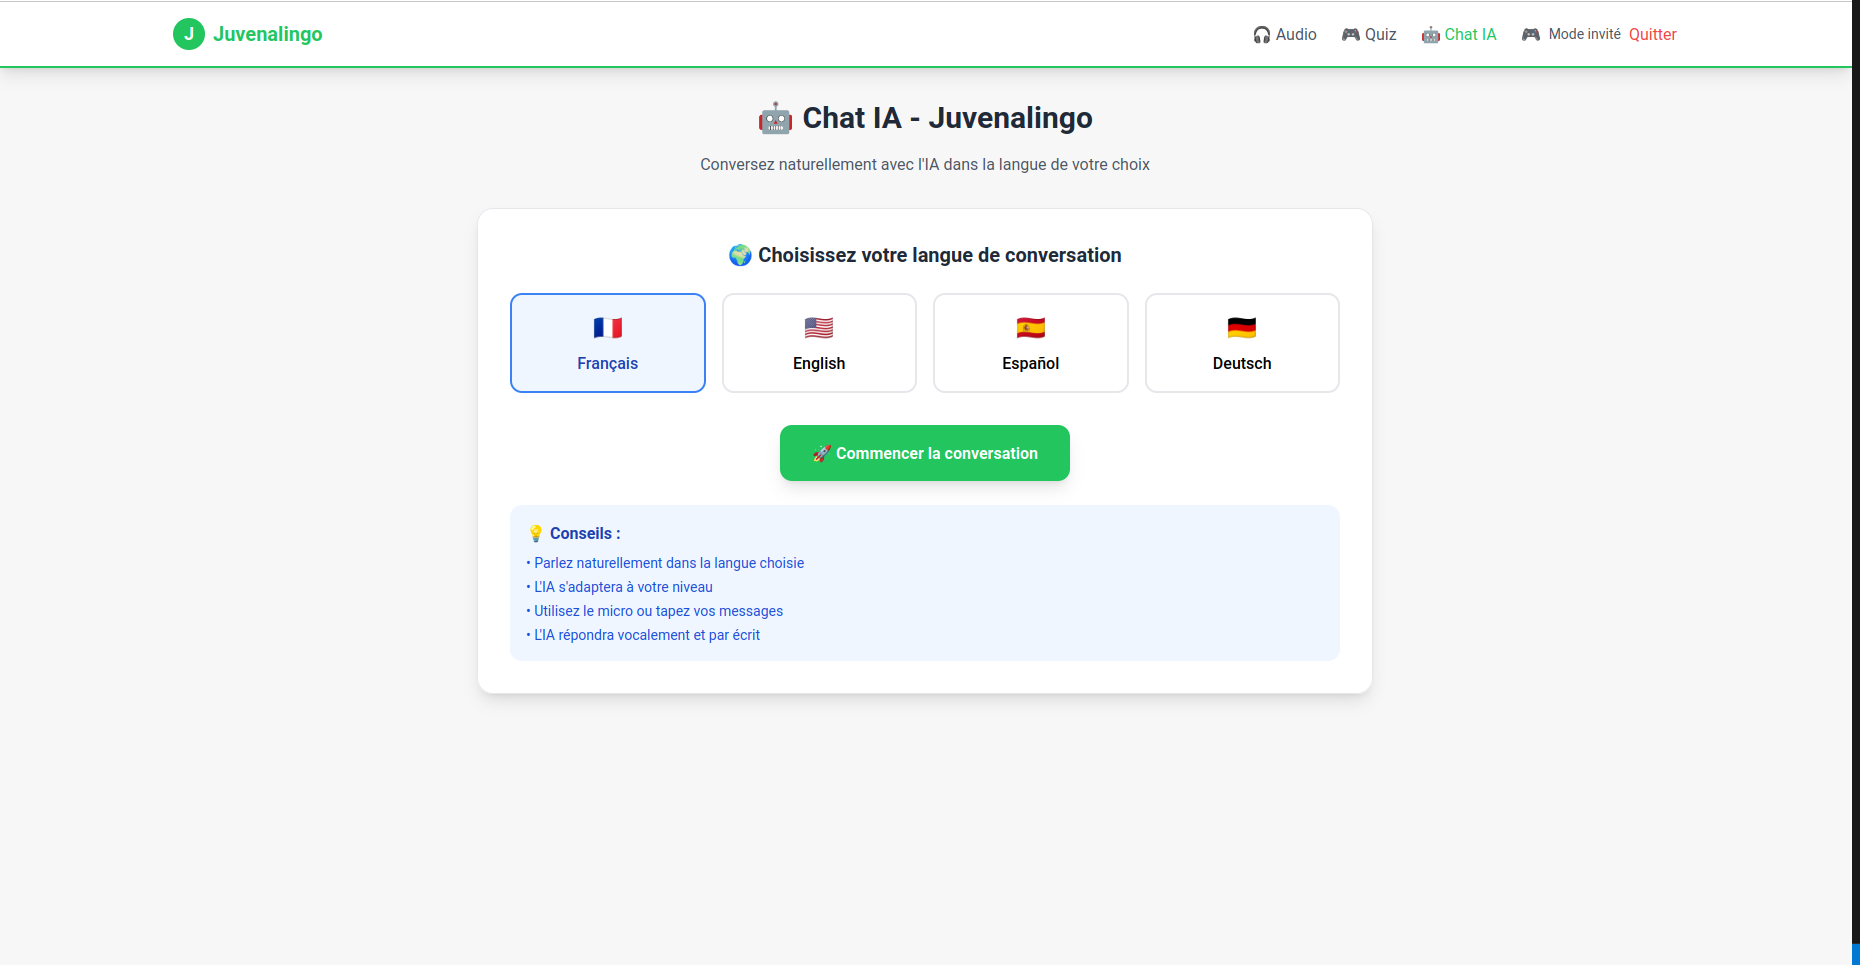 J Juvenalingo
🎧 Audio 🎮 Quiz 🤖 Chat IA 🎮 Mode invité Quitter
🤖 Chat IA - Juvenalingo
Conversez naturellement avec l'IA dans la langue de votre choix
🌍 Choisissez votre langue de conversation
Français English Español Deutsch
🚀 Commencer la conversation
💡 Conseils :
• Parlez naturellement dans la langue choisie
• L'IA s'adaptera à votre niveau
• Utilisez le micro ou tapez vos messages
• L'IA répondra vocalement et par écrit